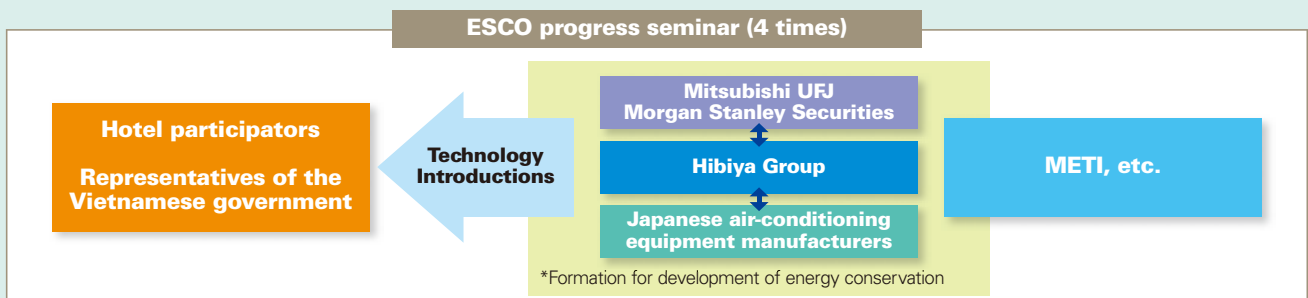 ESCO progress seminar (4 times)
Hotel participators
Representatives of the
Vietnamese government
Technology
Introductions
Mitsubishi UFJ
Morgan Stanley Securities
Hibiya Group
Japanese air-conditioning
equipment manufacturers
*Formation for development of energy conservation
METI, etc.